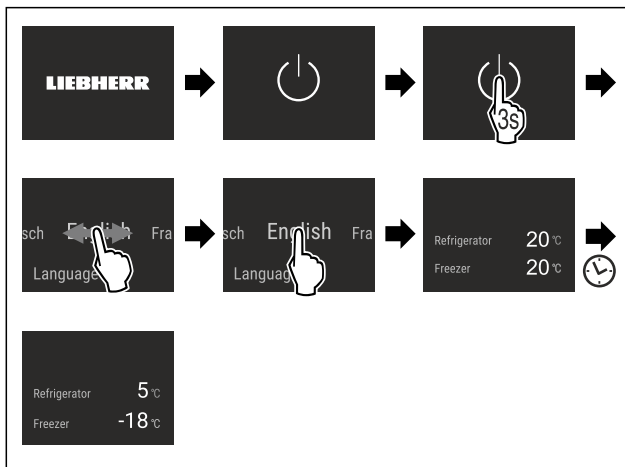 LIEBHERR
3s
sch English Fra
Language
sch English Fra
Language
Refrigerator 20 °C
Freezer 20 °C
Refrigerator 5 °C
Freezer -18 °C